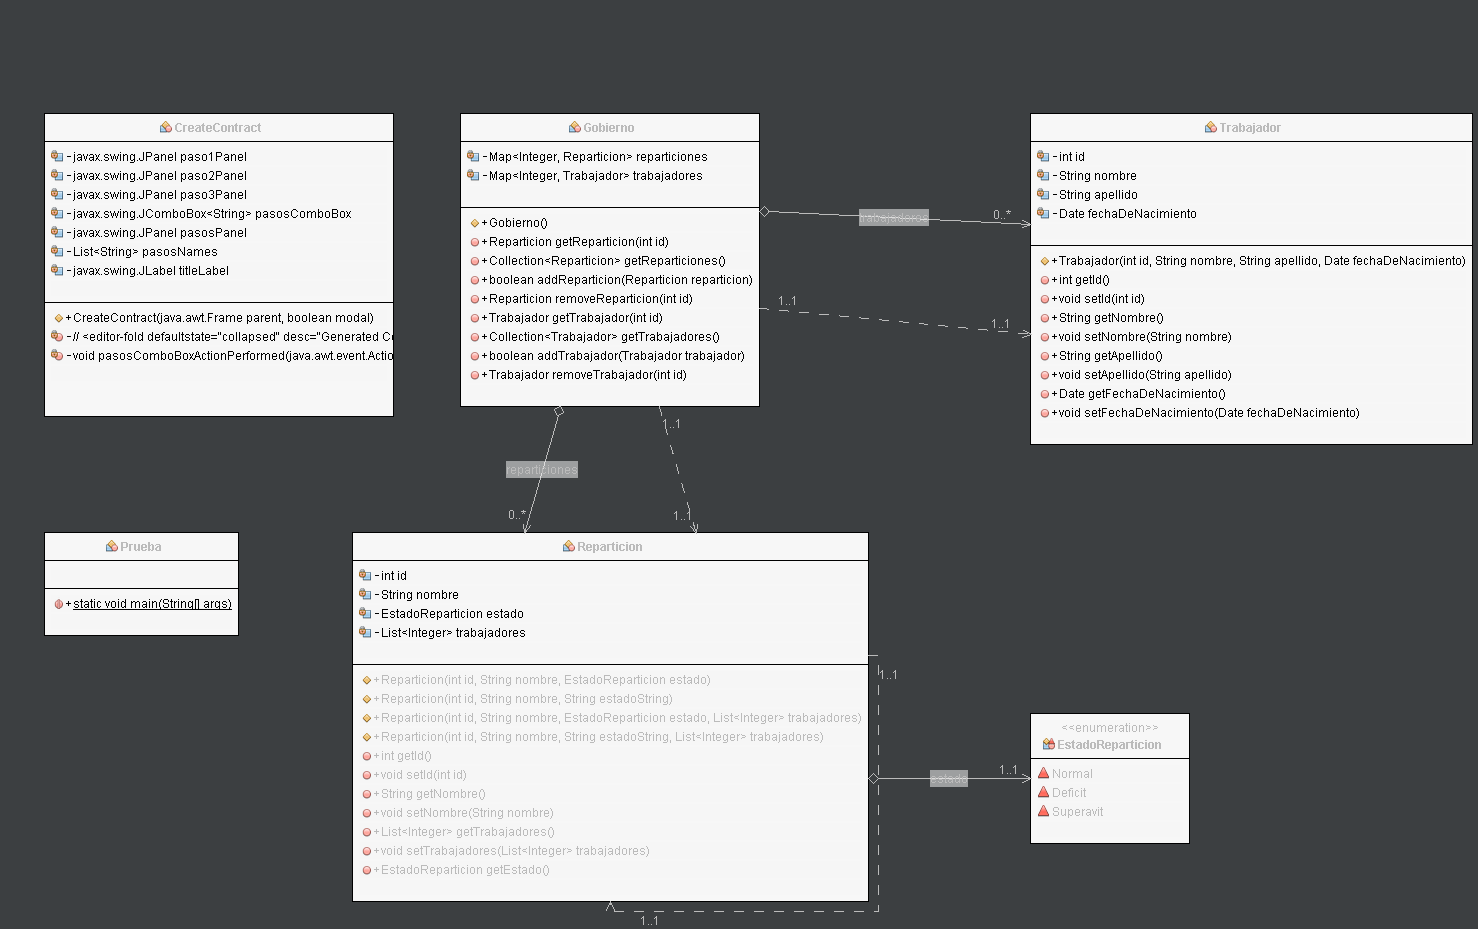 CreateContract
-javax.swing.JPanel paso1Panel
-javax.swing.JPanel paso2Panel
-javax.swing.JPanel paso3Panel
-javax.swing.JComboBox<String> pasosComboBox
-javax.swing.JPanel pasosPanel
-List<String> pasosNames
-javax.swing.JLabel titleLabel
+CreateContract(java.awt.Frame parent, boolean modal)
-// <editor-fold defaultstate="collapsed" desc="Generated Co
-void pasosComboBoxActionPerformed(java.awt.event.Actio
Gobierno
-Map<Integer, Reparticion> reparticiones
-Map<Integer, Trabajador> trabajadores
+Gobierno()
+Reparticion getReparticion(int id)
+Collection<Reparticion> getReparticiones()
+boolean addReparticion(Reparticion reparticion)
+Reparticion removeReparticion(int id)
+Trabajador getTrabajador(int id)
+Collection<Trabajador> getTrabajadores()
+boolean addTrabajador(Trabajador trabajador)
+Trabajador removeTrabajador(int id)
trabajadores
0..*
1..1
1..1
Trabajador
-int id
-String nombre
-String apellido
-Date fechaDeNacimiento
+Trabajador(int id, String nombre, String apellido, Date fechaDeNacimiento)
+int getId()
+void setId(int id)
+String getNombre()
+void setNombre(String nombre)
+String getApellido()
+void setApellido(String apellido)
+Date getFechaDeNacimiento()
+void setFechaDeNacimiento(Date fechaDeNacimiento)
1..1
reparticiones
0..*
1..1
Prueba
+static void main(String[] args)
Reparticion
-int id
-String nombre
-EstadoReparticion estado
-List<Integer> trabajadores
+Reparticion(int id, String nombre, EstadoReparticion estado)
+Reparticion(int id, String nombre, String estadoString)
+Reparticion(int id, String nombre, EstadoReparticion estado, List<Integer> trabajadores)
+Reparticion(int id, String nombre, String estadoString, List<Integer> trabajadores)
+int getId()
+void setId(int id)
+String getNombre()
+void setNombre(String nombre)
+List<Integer> getTrabajadores()
+void setTrabajadores(List<Integer> trabajadores)
+EstadoReparticion getEstado()
1..1
estado
1..1
1..1
<<enumeration>>
EstadoReparticion
Normal
Deficit
Superavit